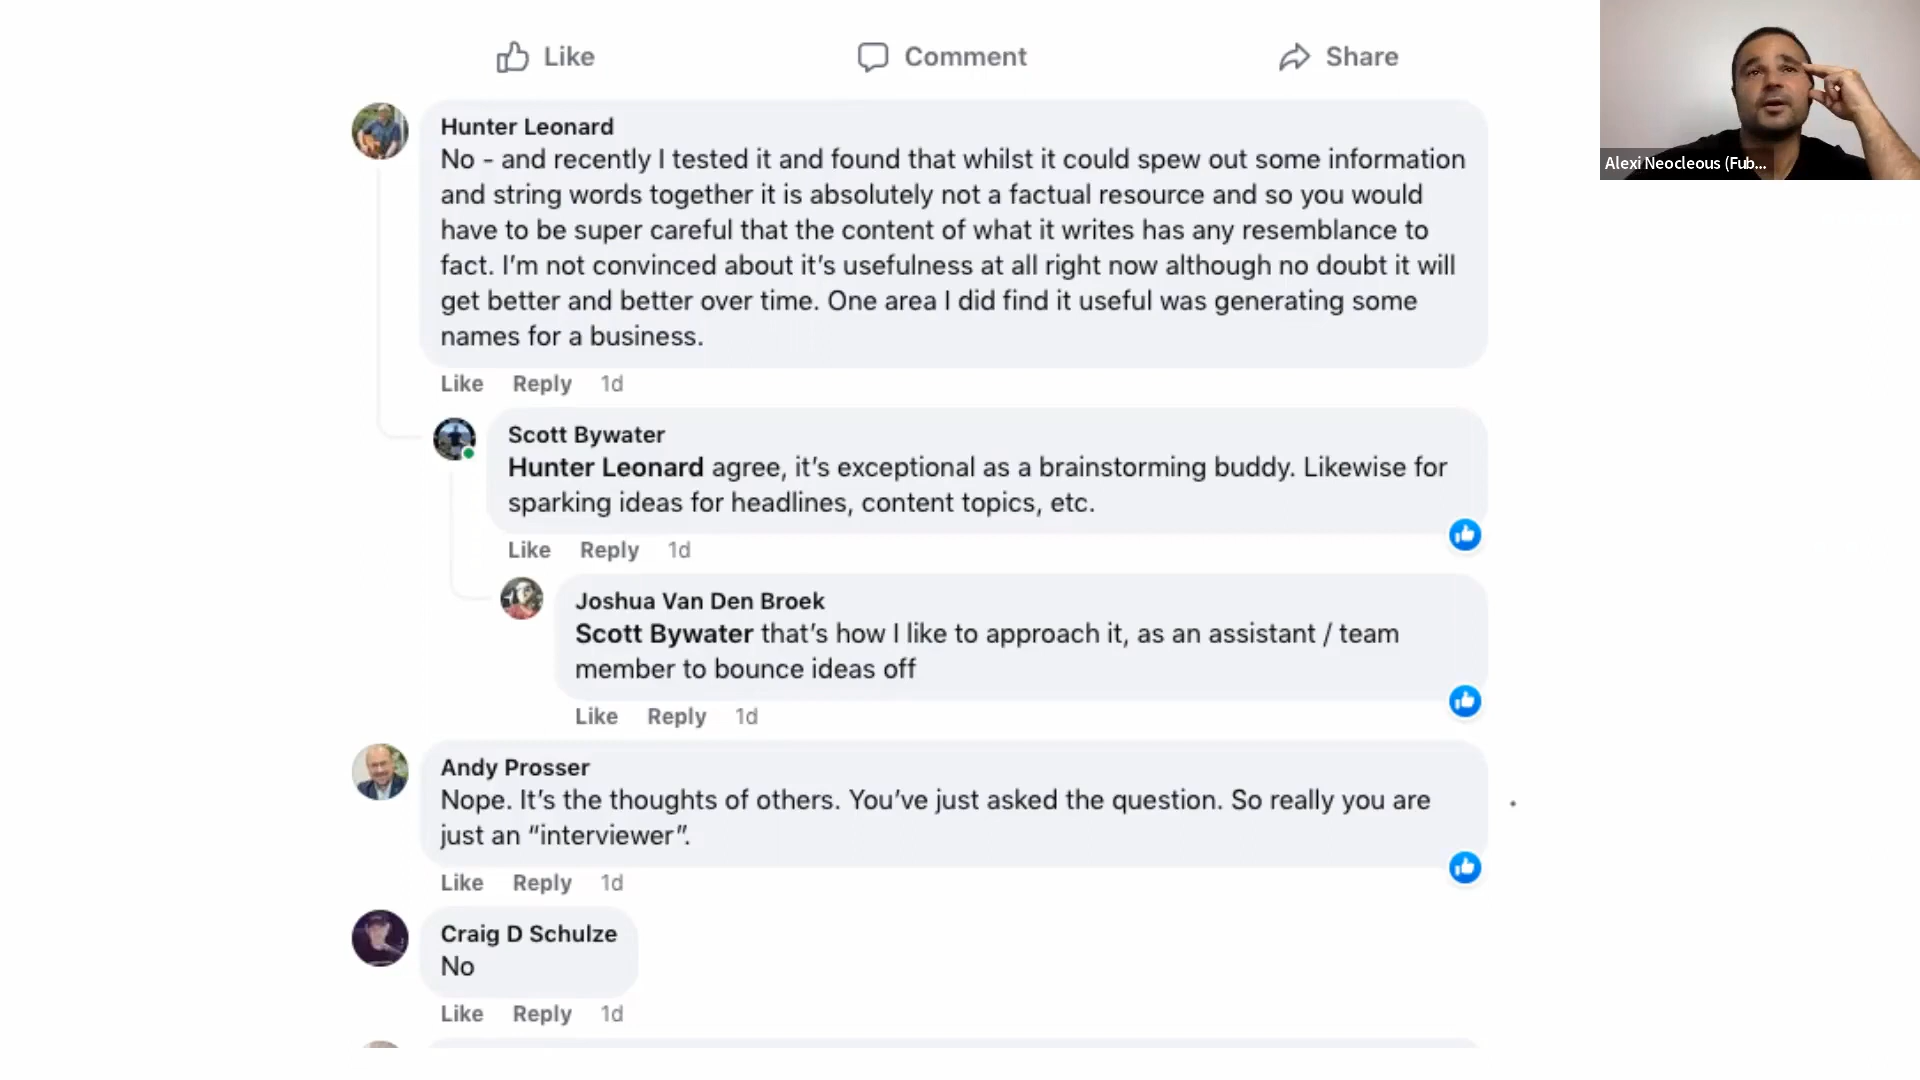 Like Comment Share
Alexi Neocleous (Fub...
Hunter Leonard
No - and recently I tested it and found that whilst it could spew out some information
and string words together it is absolutely not a factual resource and so you would
have to be super careful that the content of what it writes has any resemblance to
fact. I’m not convinced about it’s usefulness at all right now although no doubt it will
get better and better over time. One area I did find it useful was generating some
names for a business.
Like Reply 1d
Scott Bywater
Hunter Leonard agree, it’s exceptional as a brainstorming buddy. Likewise for
sparking ideas for headlines, content topics, etc.
Like Reply 1d
Joshua Van Den Broek
Scott Bywater that’s how I like to approach it, as an assistant / team
member to bounce ideas off
Like Reply 1d
Andy Prosser
Nope. It’s the thoughts of others. You’ve just asked the question. So really you are
just an “interviewer”.
Like Reply 1d
Craig D Schulze
No
Like Reply 1d